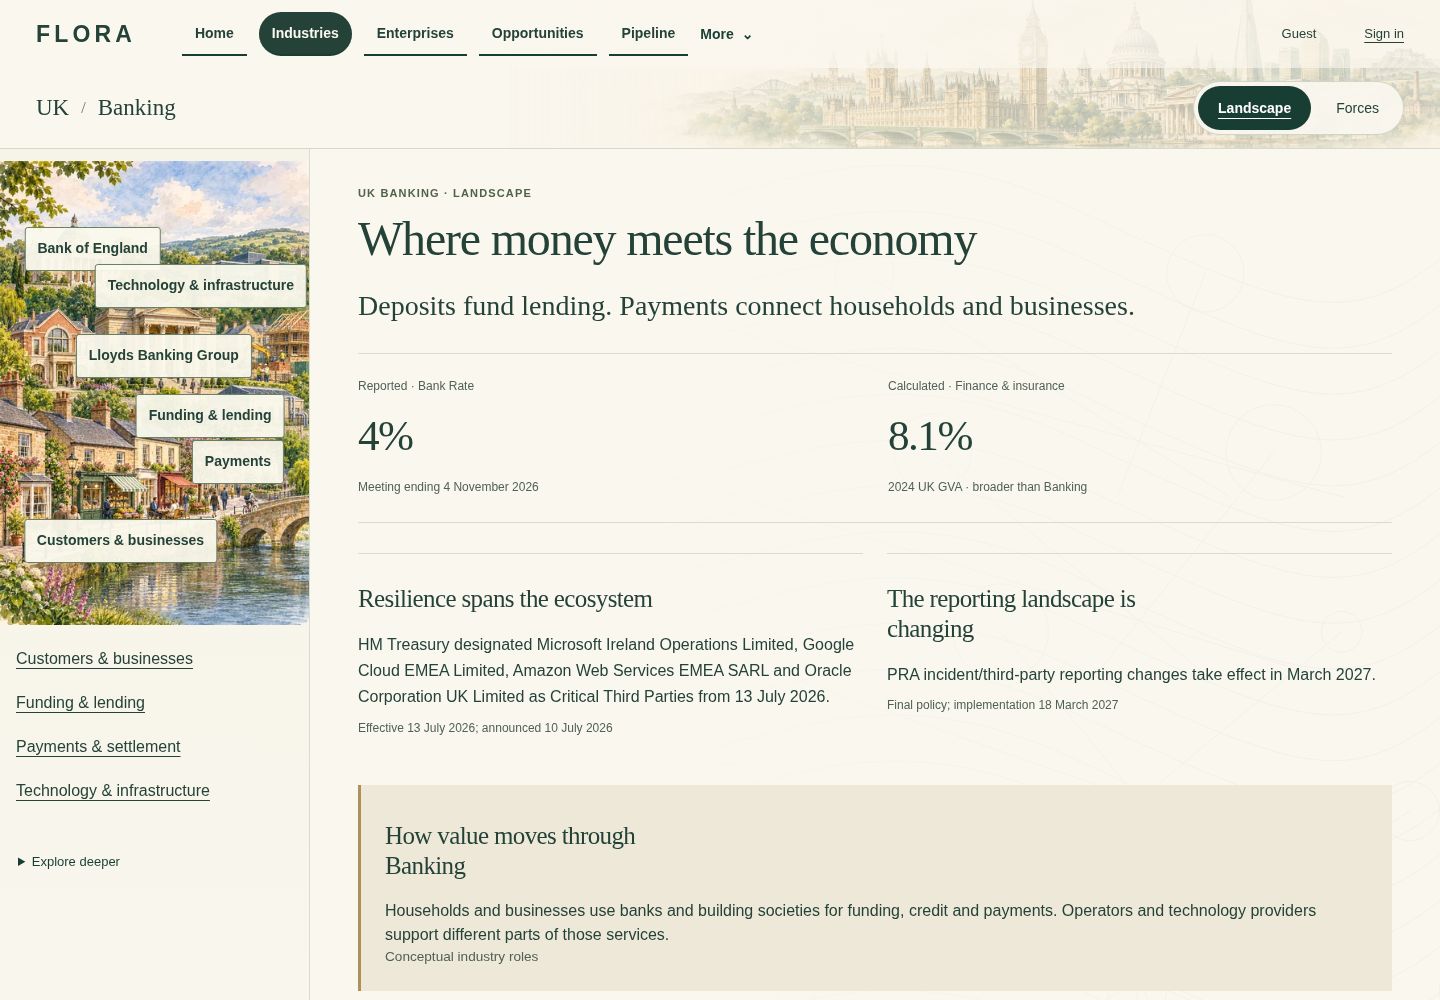 FLORA
Home
Industries
Enterprises
Opportunities
Pipeline
More
Guest
Sign in
UK / Banking
Landscape
Forces
Bank of England
Technology & infrastructure
Lloyds Banking Group
Funding & lending
Payments
Customers & businesses
Customers & businesses
Funding & lending
Payments & settlement
Technology & infrastructure
Explore deeper
UK BANKING · LANDSCAPE
Where money meets the economy
Deposits fund lending. Payments connect households and businesses.
Reported · Bank Rate
4%
Meeting ending 4 November 2026
Calculated · Finance & insurance
8.1%
2024 UK GVA · broader than Banking
Resilience spans the ecosystem
HM Treasury designated Microsoft Ireland Operations Limited, Google
Cloud EMEA Limited, Amazon Web Services EMEA SARL and Oracle
Corporation UK Limited as Critical Third Parties from 13 July 2026.
Effective 13 July 2026; announced 10 July 2026
The reporting landscape is
changing
PRA incident/third-party reporting changes take effect in March 2027.
Final policy; implementation 18 March 2027
How value moves through
Banking
Households and businesses use banks and building societies for funding, credit and payments. Operators and technology providers
support different parts of those services.
Conceptual industry roles